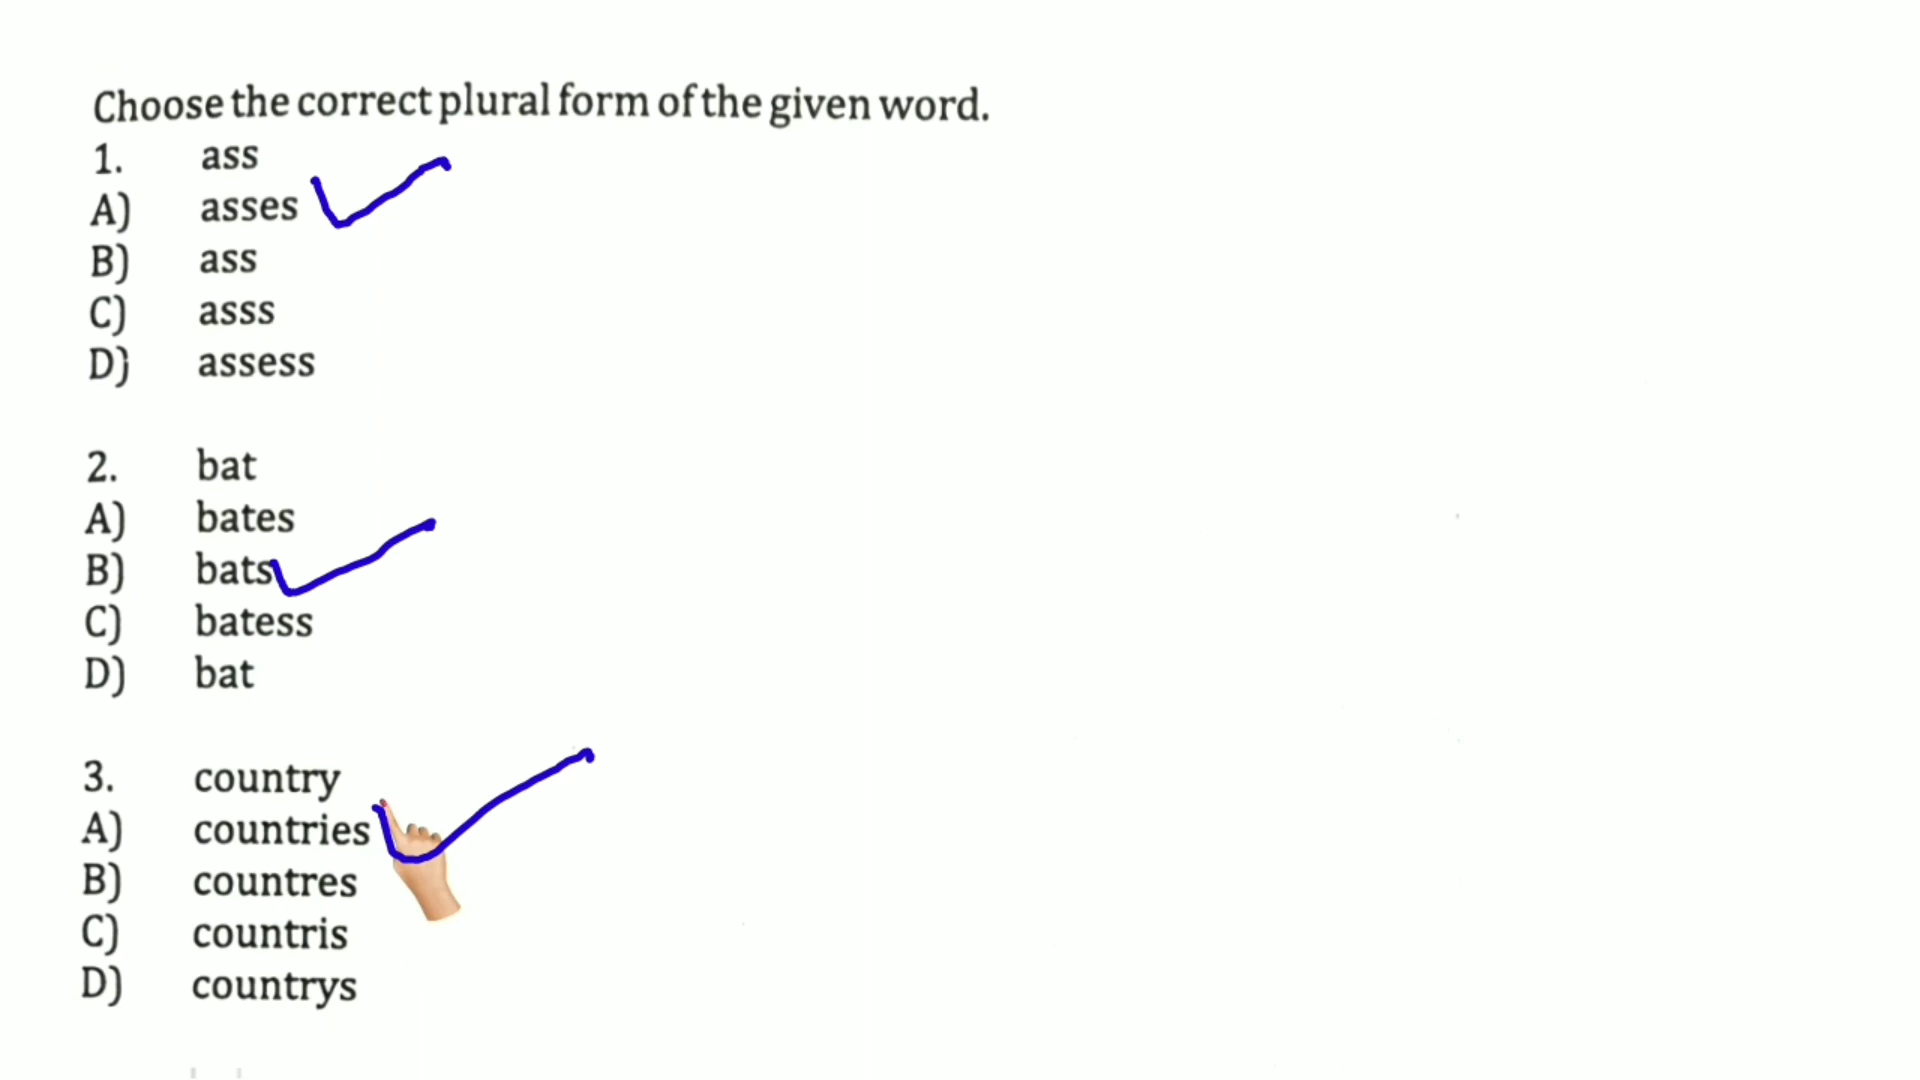 Choose the correct plural form of the given word.
1. ass
A) asses
B) ass
C) asss
D) assess
2. bat
A) bates
B) bats
C) batess
D) bat
3. country
A) countries
B) countres
C) countris
D) countrys